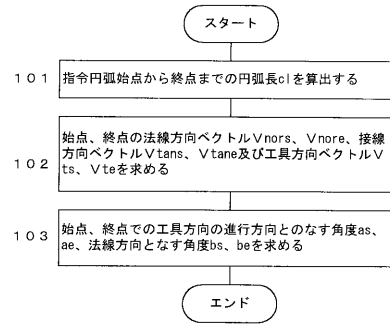 スタート
101 指令円弧始点から終点までの円弧長clを算出する
始点、終点の法線方向ベクトルVnors、Vnore、接線
102 方向ベクトルVtans、Vtane及び工具方向ベクトルV
ts、Vteを求める
103 始点、終点での工具方向の進行方向とのなす角度as、
ae、法線方向となす角度bs、beを求める
エンド